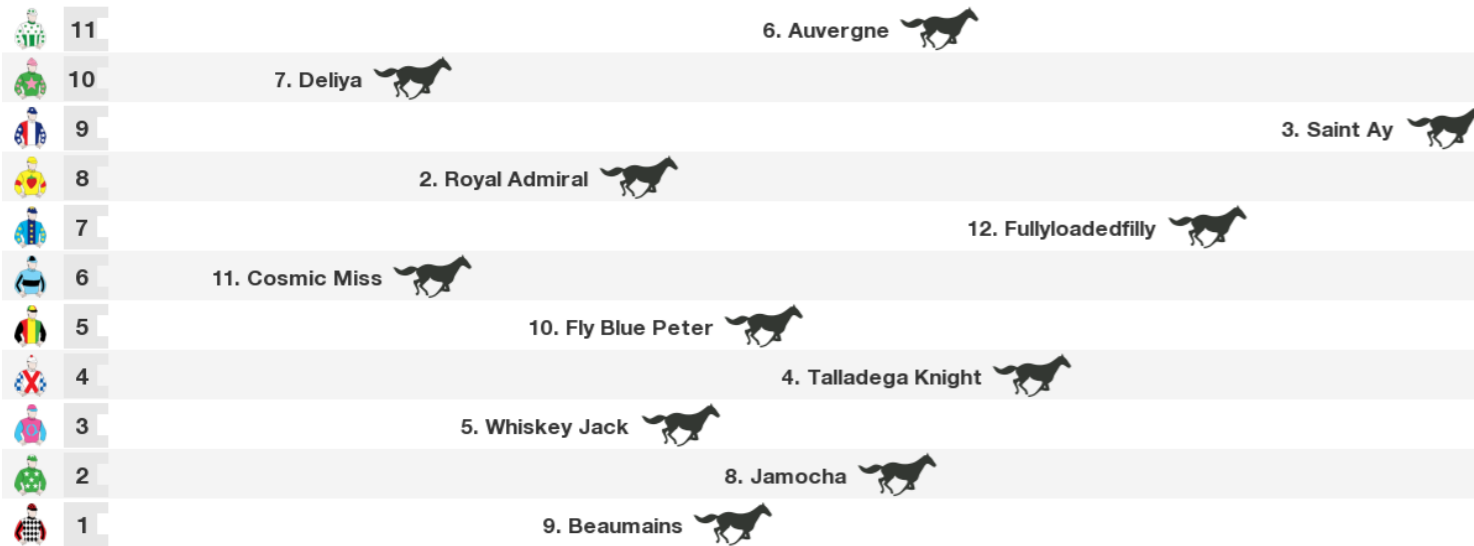 11 6. Auvergne
10 7. Deliya
9 3. Saint Ay
8 2. Royal Admiral
7 12. Fullyloadedfilly
6 11. Cosmic Miss
5 10. Fly Blue Peter
4 4. Talladega Knight
3 5. Whiskey Jack
2 8. Jamocha
1 9. Beaumains